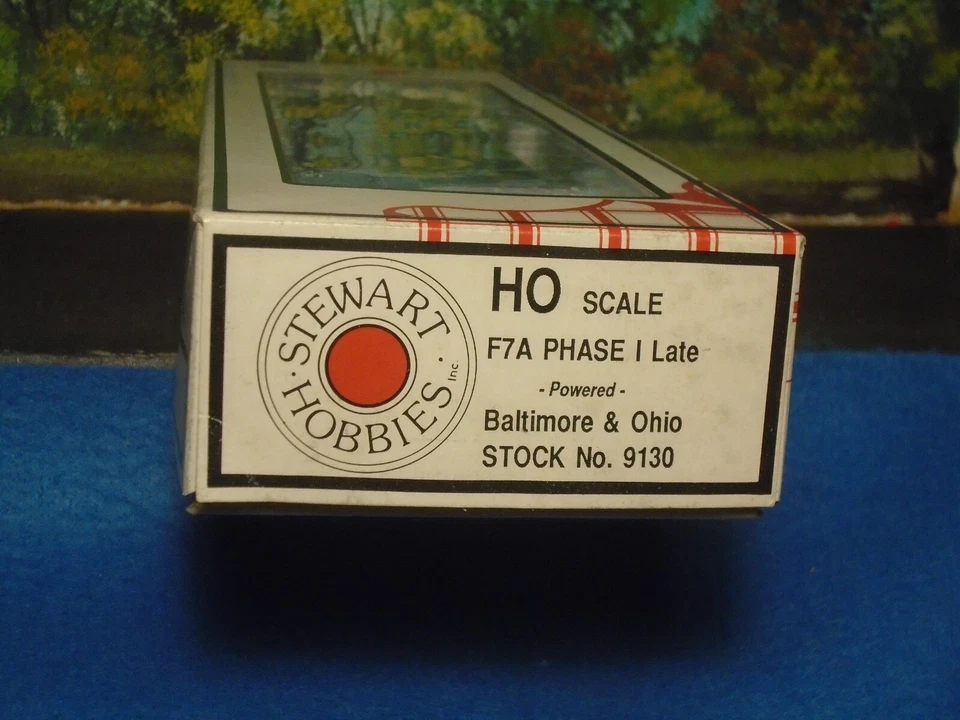 STEWART
HOBBIES
Inc.
HO SCALE
F7A PHASE I Late
- Powered -
Baltimore & Ohio
STOCK No. 9130